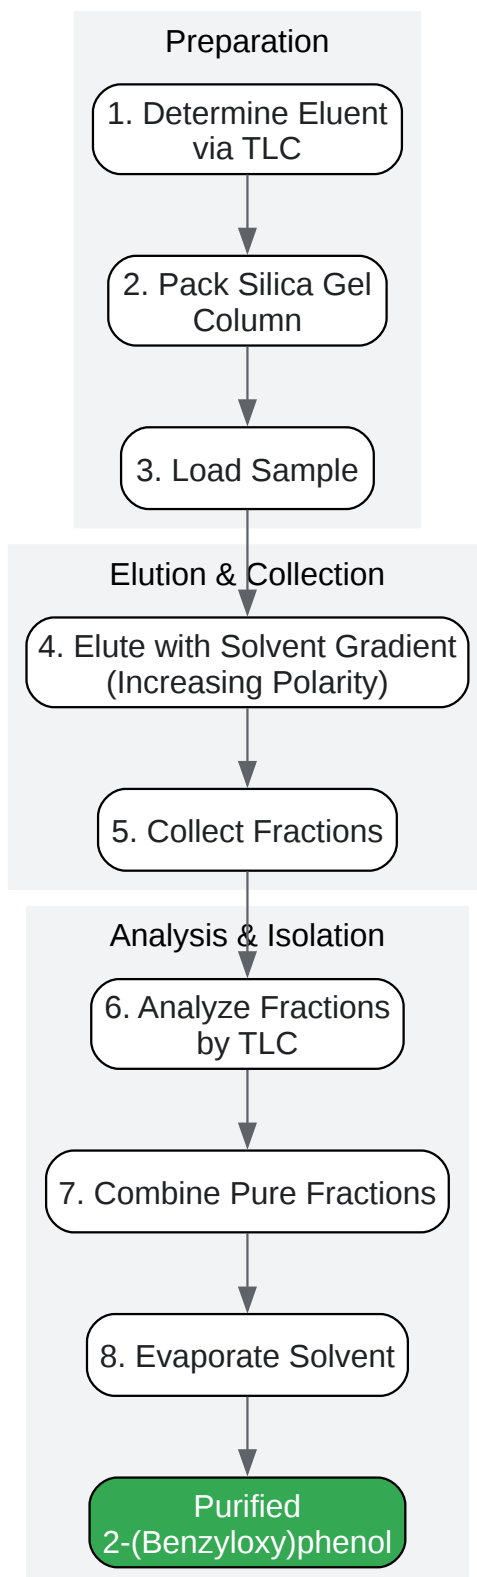 Preparation
1. Determine Eluent
via TLC
2. Pack Silica Gel
Column
3. Load Sample
Elution & Collection
4. Elute with Solvent Gradient
(Increasing Polarity)
5. Collect Fractions
Analysis & Isolation
6. Analyze Fractions
by TLC
7. Combine Pure Fractions
8. Evaporate Solvent
Purified
2-(Benzyloxy)phenol